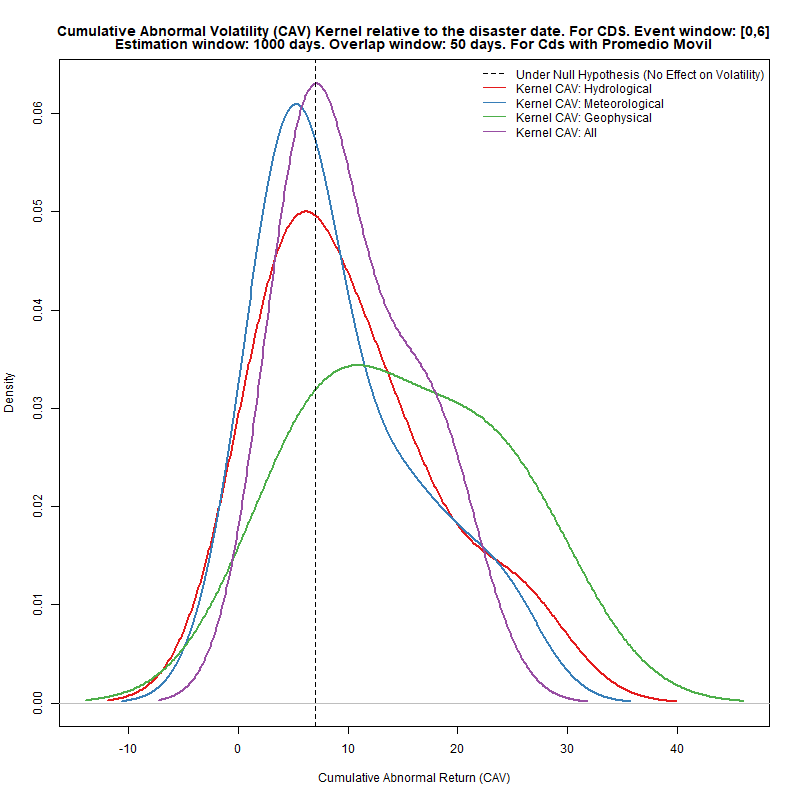 Cumulative Abnormal Volatility (CAV) Kernel relative to the disaster date. For CDS. Event window: [0,6]
Estimation window: 1000 days. Overlap window: 50 days. For Cds with Promedio Movil
Under Null Hypothesis (No Effect on Volatility)
Kernel CAV: Hydrological
Kernel CAV: Meteorological
Kernel CAV: Geophysical
Kernel CAV: All
Density
0.06
0.05
0.04
0.03
0.02
0.01
0.00
-10 0 10 20 30 40
Cumulative Abnormal Return (CAV)